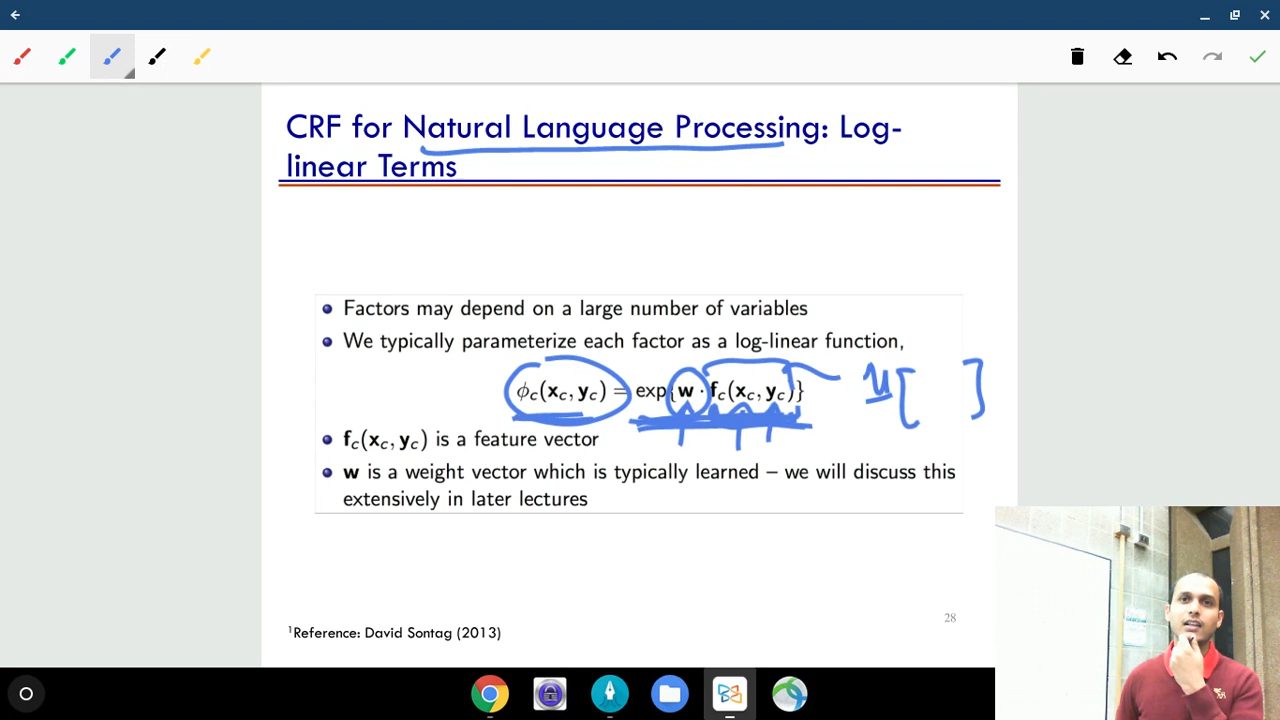 CRF for Natural Language Processing: Log-
linear Terms
Factors may depend on a large number of variables
We typically parameterize each factor as a log-linear function,
ϕc(xc, yc) = exp{w · fc(xc, yc)}
fc(xc, yc) is a feature vector
w is a weight vector which is typically learned – we will discuss this
extensively in later lectures
28
1Reference: David Sontag (2013)